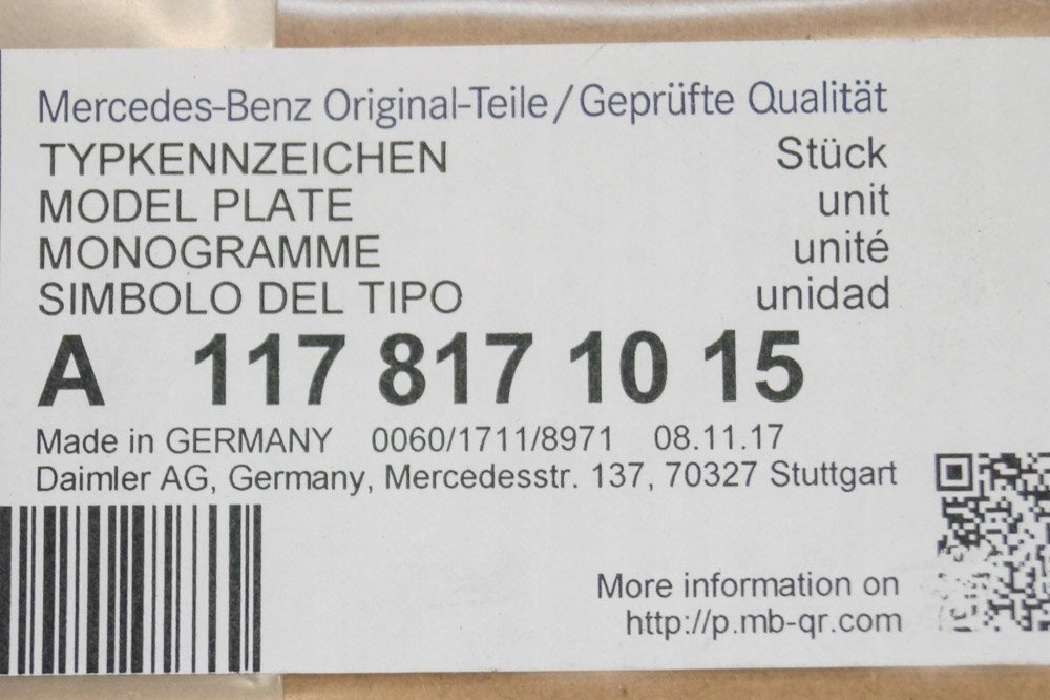 Mercedes-Benz Original-Teile/Geprüfte Qualität
TYPKENNZEICHEN Stück
MODEL PLATE unit
MONOGRAMME unité
SIMBOLO DEL TIPO unidad
A 117 817 10 15
Made in GERMANY 0060/1711/8971 08.11.17
Daimler AG, Germany, Mercedesstr. 137, 70327 Stuttgart
More information on
http://p.mb-qr.com